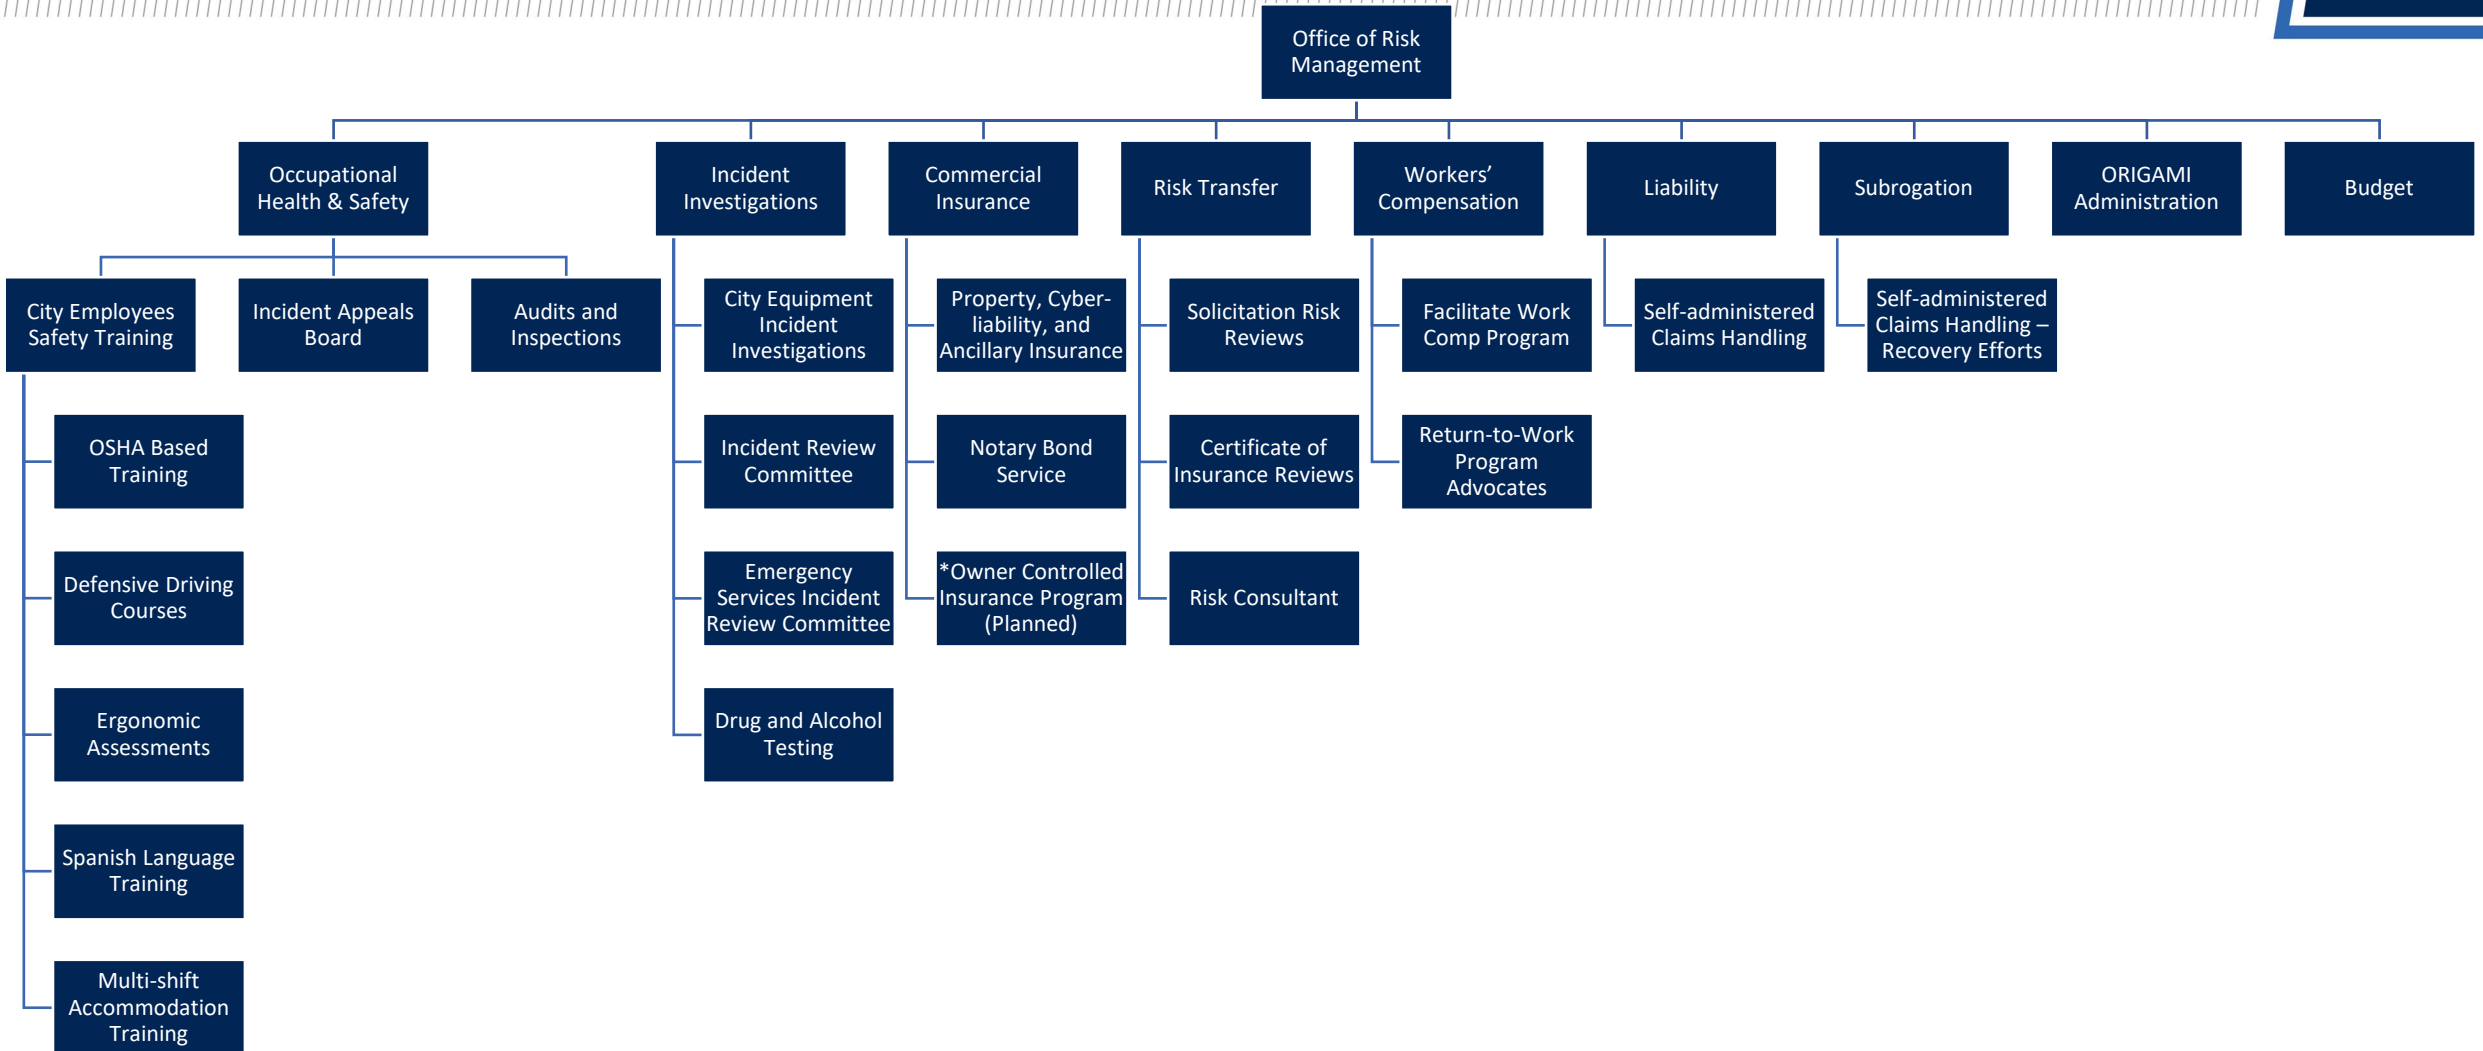 Office of Risk
Management
Occupational
Health & Safety
Incident
Investigations
Commercial
Insurance
Risk Transfer
Workers’
Compensation
Liability
Subrogation
ORIGAMI
Administration
Budget
City Employees
Safety Training
Incident Appeals
Board
Audits and
Inspections
City Equipment
Incident
Investigations
Property, Cyber-
liability, and
Ancillary Insurance
Solicitation Risk
Reviews
Facilitate Work
Comp Program
Self-administered
Claims Handling
Self-administered
Claims Handling –
Recovery Efforts
OSHA Based
Training
Incident Review
Committee
Notary Bond
Service
Certificate of
Insurance Reviews
Return-to-Work
Program
Advocates
Defensive Driving
Courses
Emergency
Services Incident
Review Committee
*Owner Controlled
Insurance Program
(Planned)
Risk Consultant
Ergonomic
Assessments
Drug and Alcohol
Testing
Spanish Language
Training
Multi-shift
Accommodation
Training